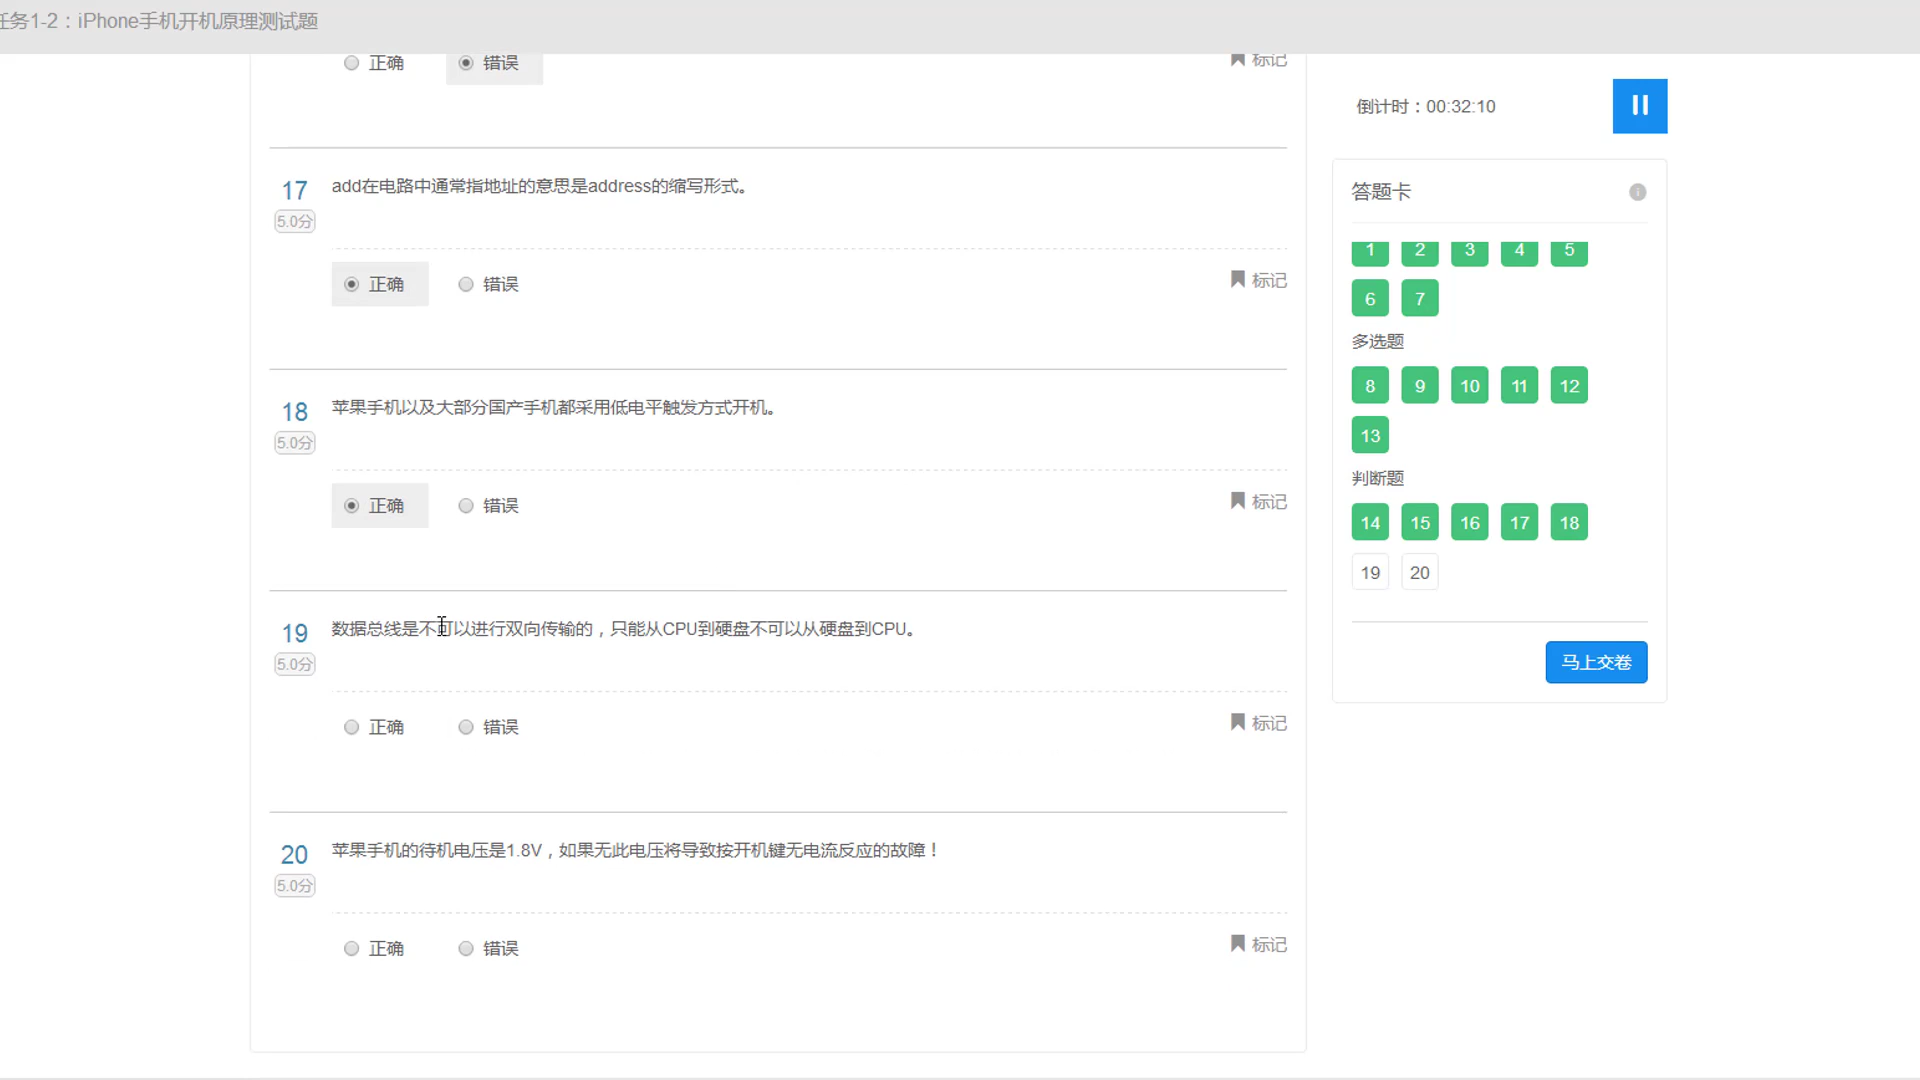 任务1-2：iPhone手机开机原理测试题
正确 错误 标记
倒计时：00:32:10
17 add在电路中通常指地址的意思是address的缩写形式。
5.0分
正确 错误 标记
18 苹果手机以及大部分国产手机都采用低电平触发方式开机。
5.0分
正确 错误 标记
19 数据总线是不可以进行双向传输的，只能从CPU到硬盘不可以从硬盘到CPU。
5.0分
正确 错误 标记
20 苹果手机的待机电压是1.8V，如果无此电压将导致按开机键无电流反应的故障！
5.0分
正确 错误 标记
答题卡
1 2 3 4 5
6 7
多选题
8 9 10 11 12
13
判断题
14 15 16 17 18
19 20
马上交卷